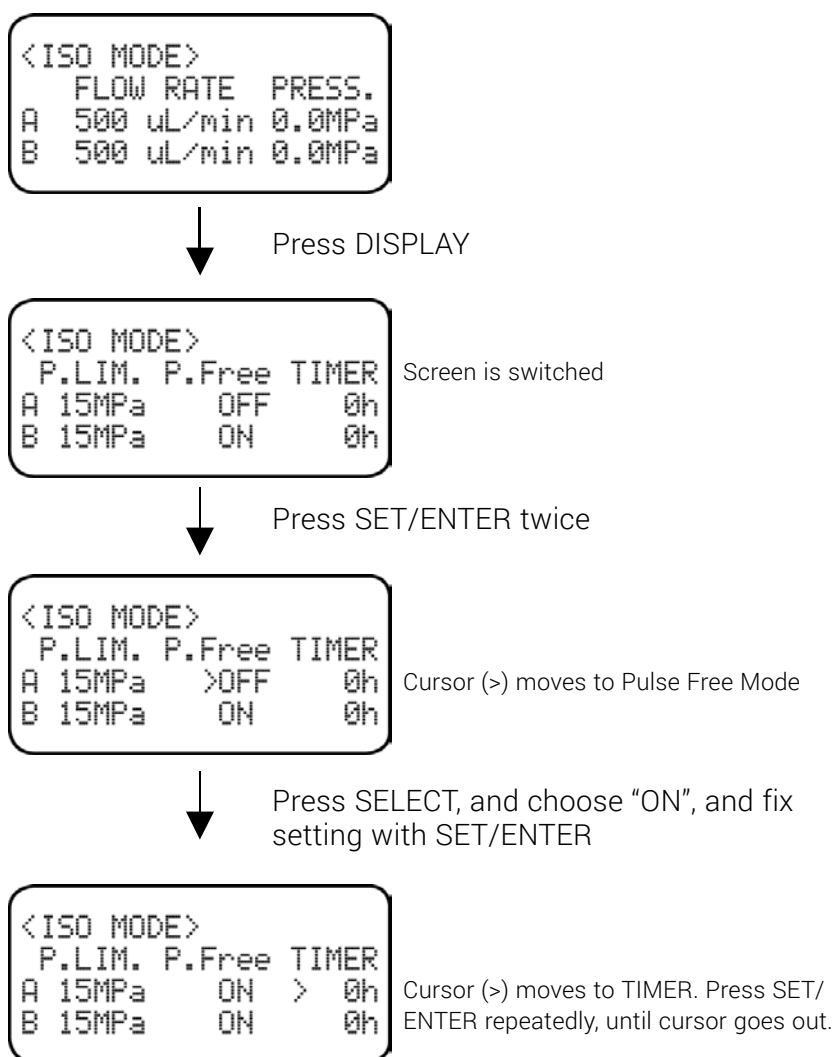 <ISO MODE>
FLOW RATE PRESS.
A 500 uL/min 0.0MPa
B 500 uL/min 0.0MPa
Press DISPLAY
<ISO MODE>
P.LIM. P.Free TIMER
A 15MPa OFF 0h
B 15MPa ON 0h
Screen is switched
Press SET/ENTER twice
<ISO MODE>
P.LIM. P.Free TIMER
A 15MPa >OFF 0h
B 15MPa ON 0h
Cursor (>) moves to Pulse Free Mode
Press SELECT, and choose “ON”, and fix
setting with SET/ENTER
<ISO MODE>
P.LIM. P.Free TIMER
A 15MPa ON > 0h
B 15MPa ON 0h
Cursor (>) moves to TIMER. Press SET/
ENTER repeatedly, until cursor goes out.